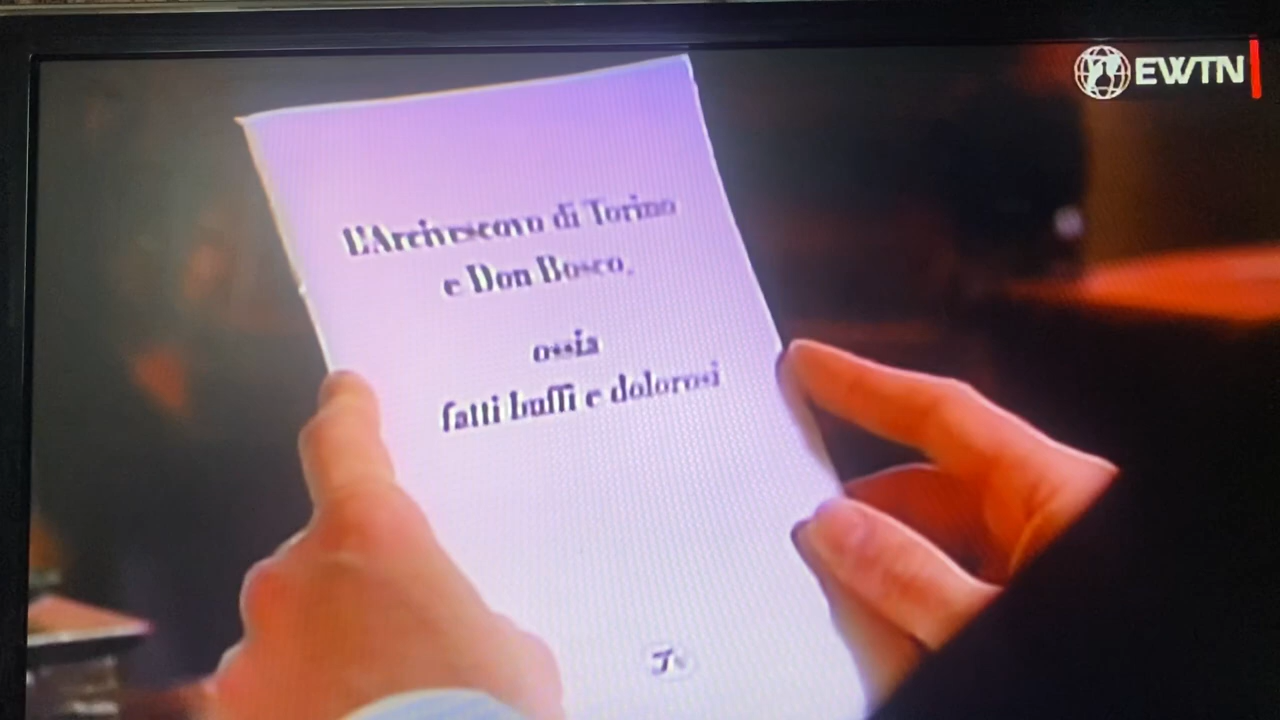 EWTN
L'Arcivescovo di Torino
e Don Bosco.
ossia
fatti buffi e dolorosi